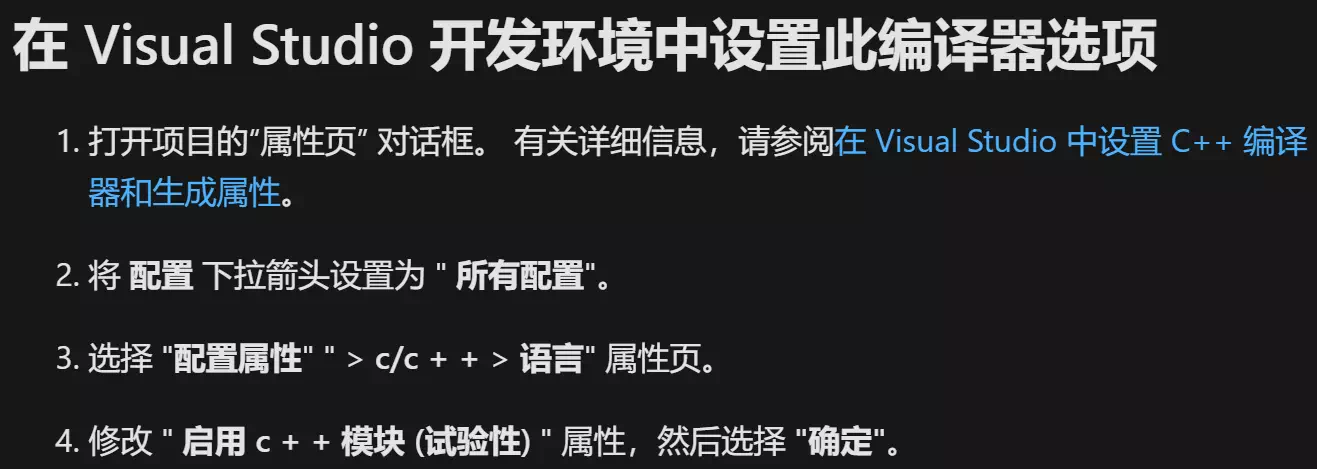 在 Visual Studio 开发环境中设置此编译器选项
1. 打开项目的“属性页” 对话框。 有关详细信息，请参阅在 Visual Studio 中设置 C++ 编译
器和生成属性。
2. 将 配置 下拉箭头设置为 " 所有配置"。
3. 选择 "配置属性" " > c/c + + > 语言" 属性页。
4. 修改 " 启用 c + + 模块 (试验性) " 属性，然后选择 "确定"。